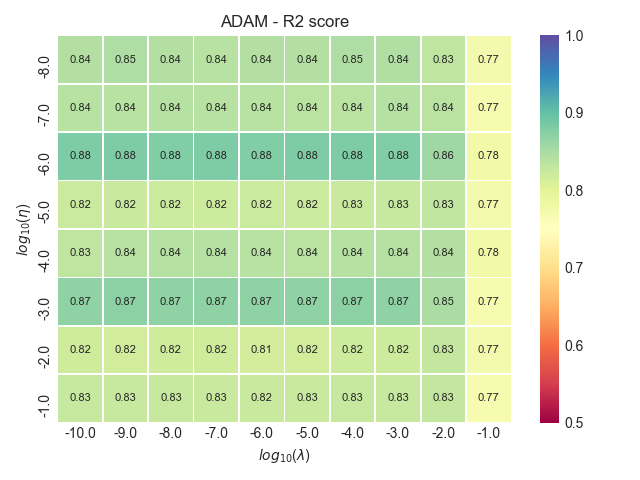 ADAM - R2 score
-8.0 0.84 0.85 0.84 0.84 0.84 0.84 0.85 0.84 0.83 0.77
-7.0 0.84 0.84 0.84 0.84 0.84 0.84 0.84 0.84 0.84 0.77
-6.0 0.88 0.88 0.88 0.88 0.88 0.88 0.88 0.88 0.86 0.78
-5.0 0.82 0.82 0.82 0.82 0.82 0.82 0.83 0.83 0.83 0.77
-4.0 0.83 0.84 0.84 0.84 0.84 0.84 0.84 0.84 0.84 0.78
-3.0 0.87 0.87 0.87 0.87 0.87 0.87 0.87 0.87 0.85 0.77
-2.0 0.82 0.82 0.82 0.82 0.81 0.82 0.82 0.82 0.83 0.77
-1.0 0.83 0.83 0.83 0.83 0.82 0.83 0.83 0.83 0.83 0.77
-10.0 -9.0 -8.0 -7.0 -6.0 -5.0 -4.0 -3.0 -2.0 -1.0
log₁₀(λ)
log₁₀(η)
1.0
0.9
0.8
0.7
0.6
0.5